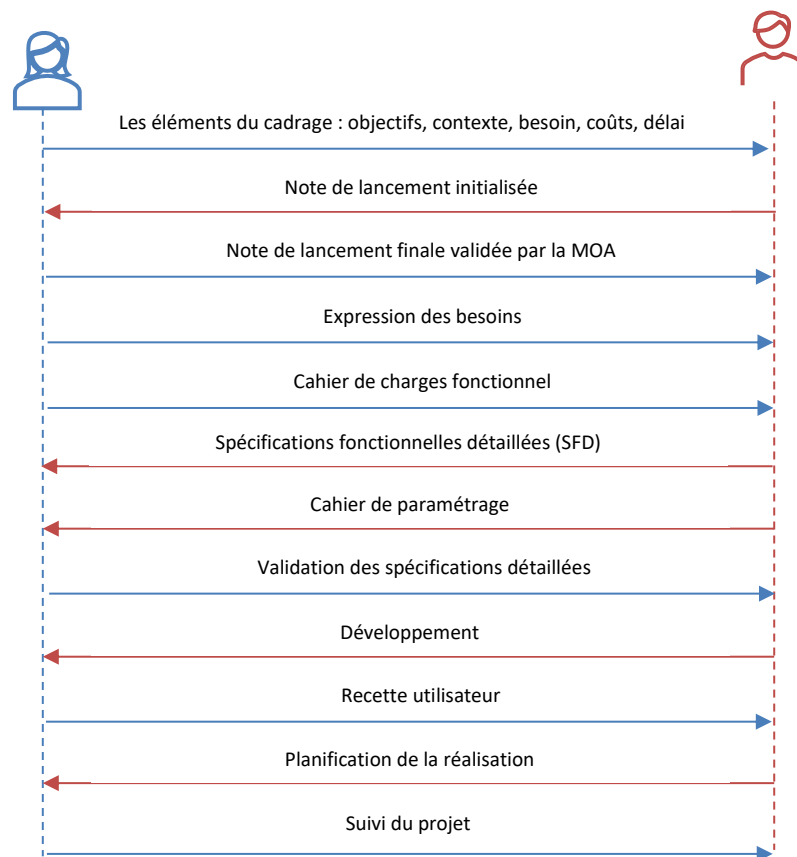 Les éléments du cadrage : objectifs, contexte, besoin, coûts, délai
Note de lancement initialisée
Note de lancement finale validée par la MOA
Expression des besoins
Cahier de charges fonctionnel
Spécifications fonctionnelles détaillées (SFD)
Cahier de paramétrage
Validation des spécifications détaillées
Développement
Recette utilisateur
Planification de la réalisation
Suivi du projet